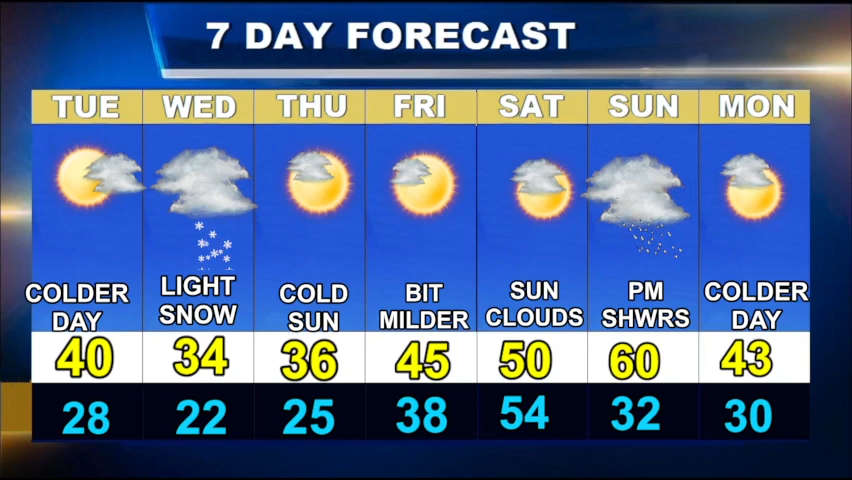 7 DAY FORECAST
TUE WED THU FRI SAT SUN MON
COLDER DAY
LIGHT SNOW
COLD SUN
BIT MILDER
SUN CLOUDS
PM SHWRS
COLDER DAY
40 34 36 45 50 60 43
28 22 25 38 54 32 30